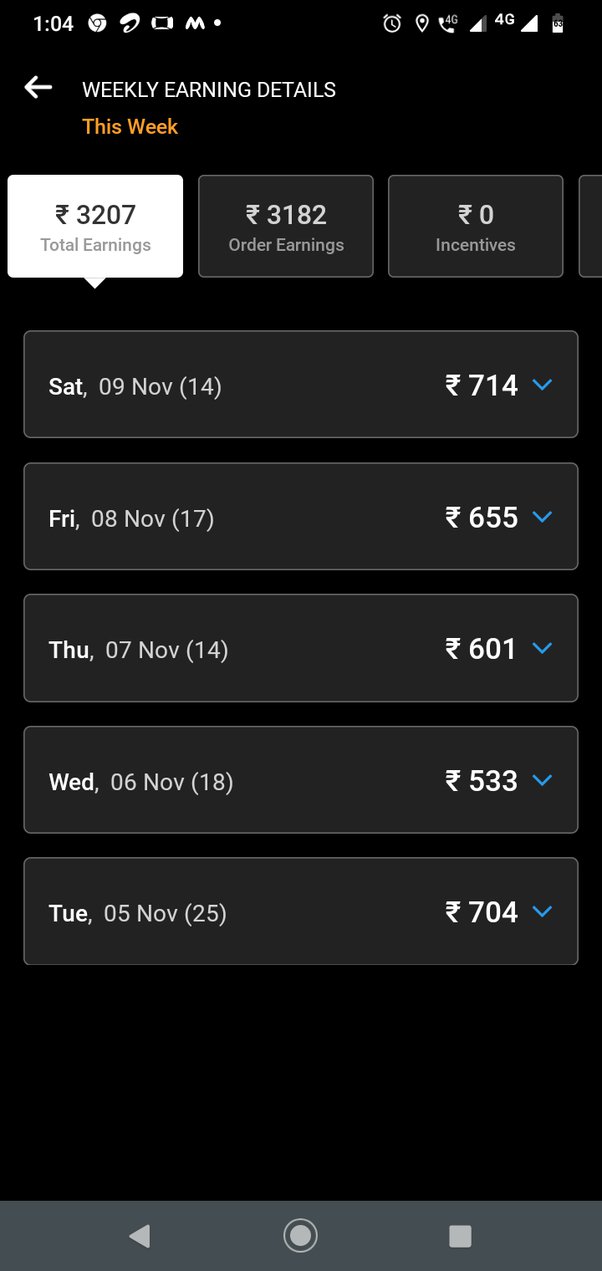 1:04 4G 4G 63
WEEKLY EARNING DETAILS
This Week
₹ 3207 ₹ 3182 ₹ 0
Total Earnings Order Earnings Incentives
Sat, 09 Nov (14) ₹ 714
Fri, 08 Nov (17) ₹ 655
Thu, 07 Nov (14) ₹ 601
Wed, 06 Nov (18) ₹ 533
Tue, 05 Nov (25) ₹ 704